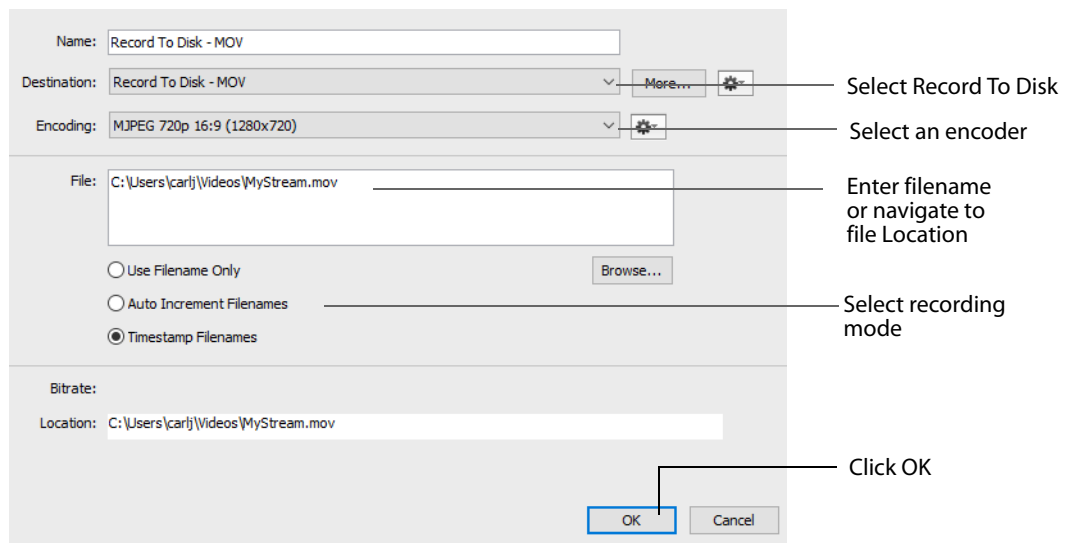 Name: Record To Disk - MOV
Destination: Record To Disk - MOV More... Select Record To Disk
Encoding: MJPEG 720p 16:9 (1280x720) Select an encoder
File: C:\Users\carlj\Videos\MyStream.mov
Enter filename
or navigate to
file Location
Use Filename Only Browse...
Auto Increment Filenames
Select recording
mode
Timestamp Filenames
Bitrate:
Location: C:\Users\carlj\Videos\MyStream.mov
Click OK
OK Cancel